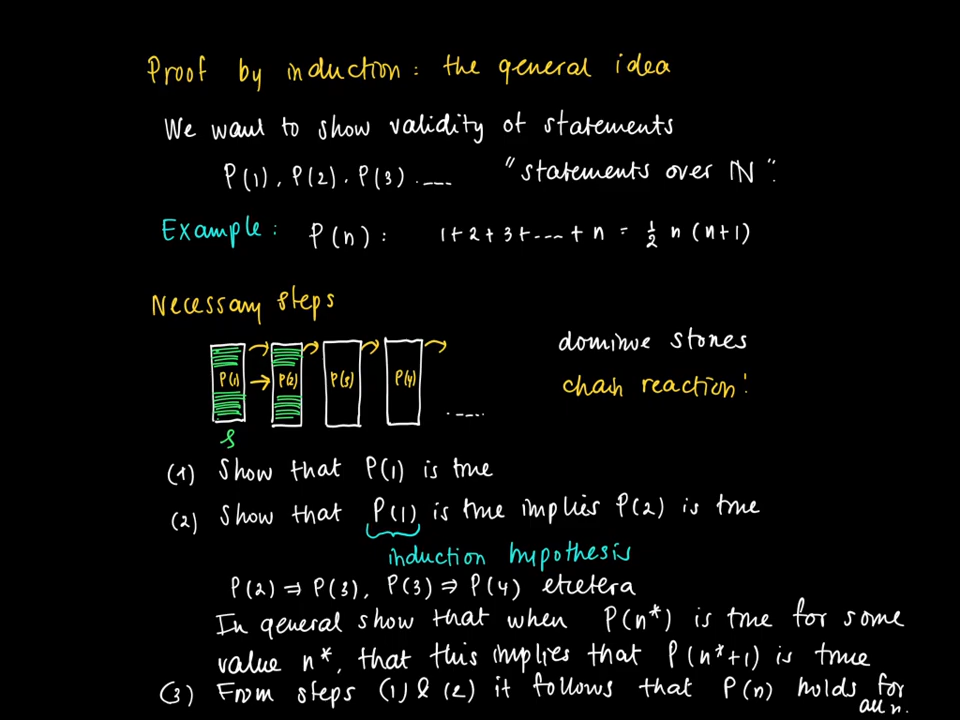 Proof by induction: the general idea
We want to show validity of statements
P(1), P(2), P(3) .... "statements over ℕ".
Example: P(n): 1+2+3+....+ n = 1/2 n (n+1)
Necessary steps
domino stones
P(1) → P(2) P(3) P(4)
chain reaction!
.....
(1) Show that P(1) is true
(2) Show that P(1) is true implies P(2) is true
induction hypothesis
P(2) ⇒ P(3), P(3) ⇒ P(4) etcetera
In general show that when P(n*) is true for some
value n*, that this implies that P(n*+1) is true
(3) From steps (1) & (2) it follows that P(n) holds for
all n.